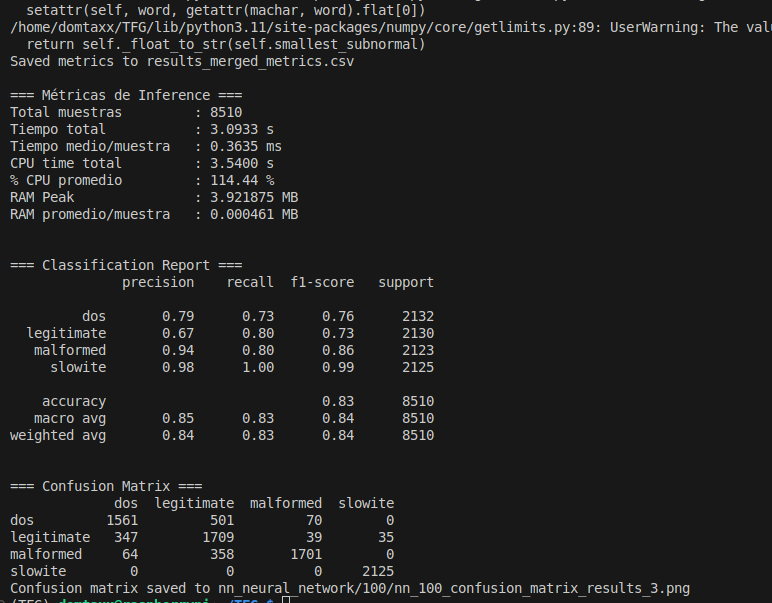 setattr(self, word, getattr(machar, word).flat[0])
/home/domtaxx/TFG/lib/python3.11/site-packages/numpy/core/getlimits.py:89: UserWarning: The valu
return self._float_to_str(self.smallest_subnormal)
Saved metrics to results_merged_metrics.csv
=== Métricas de Inference ===
Total muestras : 8510
Tiempo total : 3.0933 s
Tiempo medio/muestra : 0.3635 ms
CPU time total : 3.5400 s
% CPU promedio : 114.44 %
RAM Peak : 3.921875 MB
RAM promedio/muestra : 0.000461 MB
=== Classification Report ===
precision recall f1-score support
dos 0.79 0.73 0.76 2132
legitimate 0.67 0.80 0.73 2130
malformed 0.94 0.80 0.86 2123
slowite 0.98 1.00 0.99 2125
accuracy 0.83 8510
macro avg 0.85 0.83 0.84 8510
weighted avg 0.84 0.83 0.84 8510
=== Confusion Matrix ===
dos legitimate malformed slowite
dos 1561 501 70 0
legitimate 347 1709 39 35
malformed 64 358 1701 0
slowite 0 0 0 2125
Confusion matrix saved to nn_neural_network/100/nn_100_confusion_matrix_results_3.png